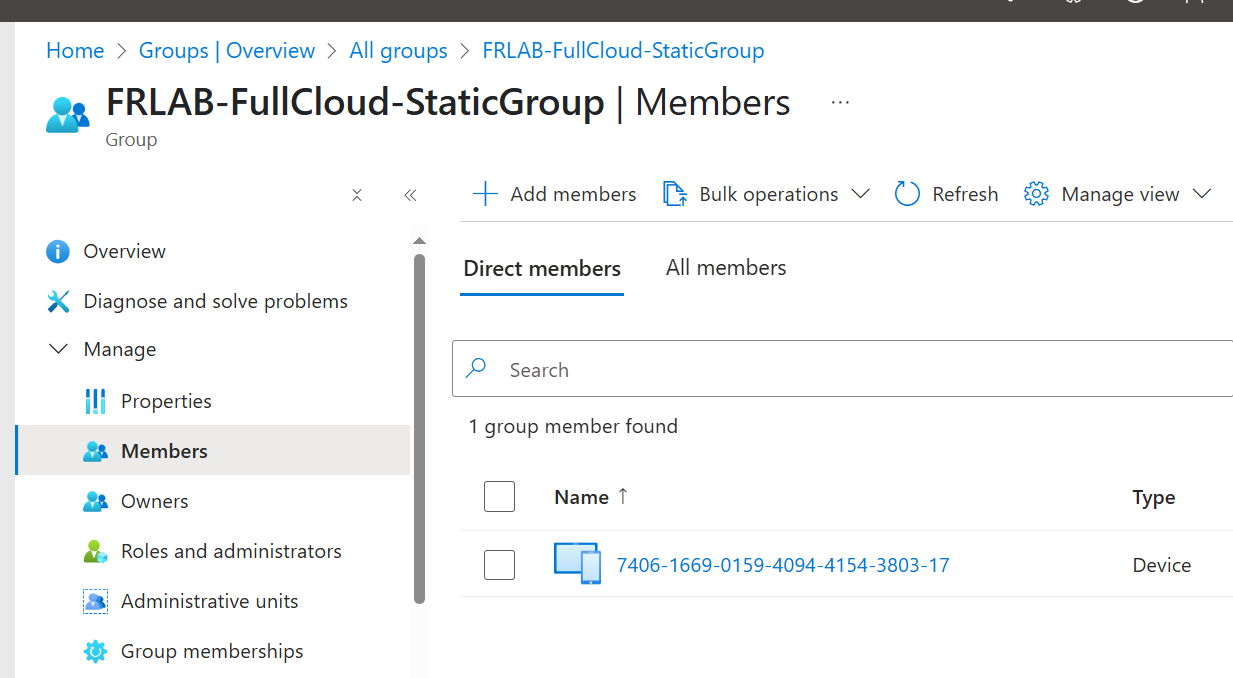 Home > Groups | Overview > All groups > FRLAB-FullCloud-StaticGroup
FRLAB-FullCloud-StaticGroup | Members ...
Group
Add members Bulk operations Refresh Manage view
Overview
Diagnose and solve problems
Manage
Properties
Members
Owners
Roles and administrators
Administrative units
Group memberships
Direct members All members
Search
1 group member found
Name ↑ Type
7406-1669-0159-4094-4154-3803-17 Device